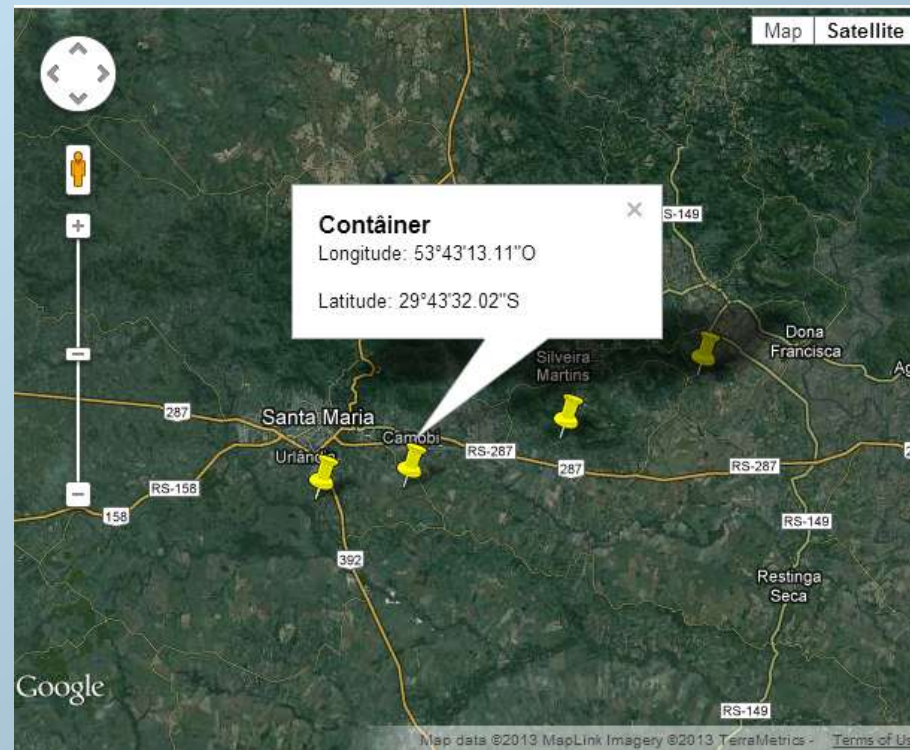 Map
Satellite
S-149
Contâiner
Longitude: 53°43'13.11"O
Latitude: 29°43'32.02"S
Dona
Francisca
Silveira
Martins
Ag
287
Santa Maria
Camobi
RS-287
287
RS-287
2
RS-158
158
RS-149
392
Restinga
Seca
Google
RS-149
Map data ©2013 MapLink Imagery ©2013 TerraMetrics - Terms of Us